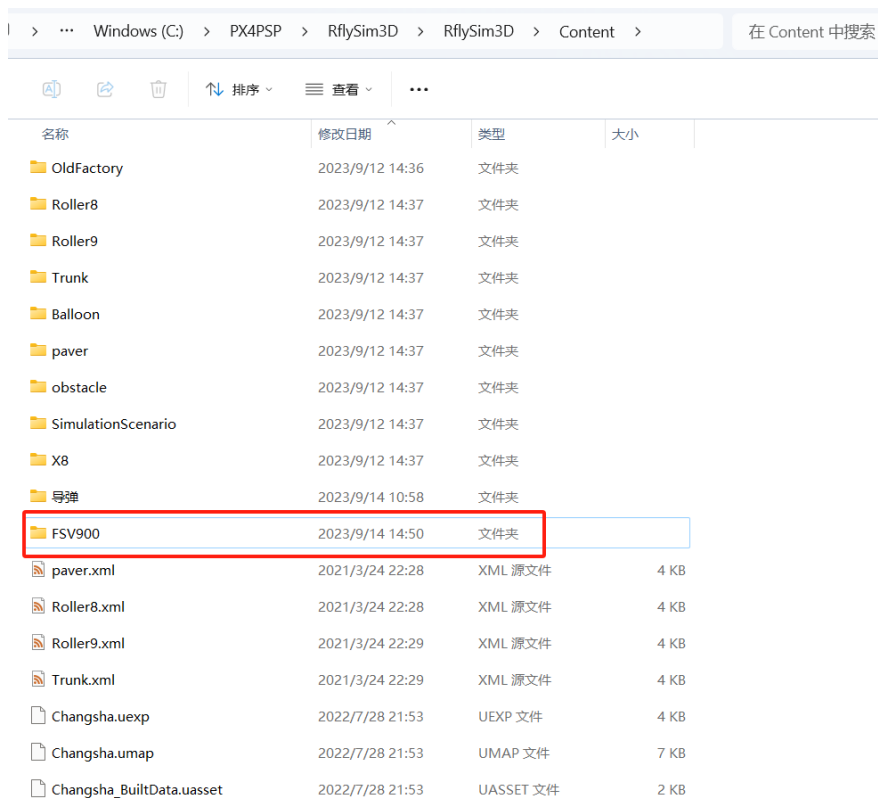 › ··· Windows (C:) › PX4PSP › RflySim3D › RflySim3D › Content › 在 Content 中搜索
排序 查看 ···
名称 修改日期 类型 大小
OldFactory 2023/9/12 14:36 文件夹
Roller8 2023/9/12 14:37 文件夹
Roller9 2023/9/12 14:37 文件夹
Trunk 2023/9/12 14:37 文件夹
Balloon 2023/9/12 14:37 文件夹
paver 2023/9/12 14:37 文件夹
obstacle 2023/9/12 14:37 文件夹
SimulationScenario 2023/9/12 14:37 文件夹
X8 2023/9/12 14:37 文件夹
导弹 2023/9/14 10:58 文件夹
FSV900 2023/9/14 14:50 文件夹
paver.xml 2021/3/24 22:28 XML 源文件 4 KB
Roller8.xml 2021/3/24 22:28 XML 源文件 4 KB
Roller9.xml 2021/3/24 22:29 XML 源文件 4 KB
Trunk.xml 2021/3/24 22:29 XML 源文件 4 KB
Changsha.uexp 2022/7/28 21:53 UEXP 文件 4 KB
Changsha.umap 2022/7/28 21:53 UMAP 文件 7 KB
Changsha_BuiltData.uasset 2022/7/28 21:53 UASSET 文件 2 KB